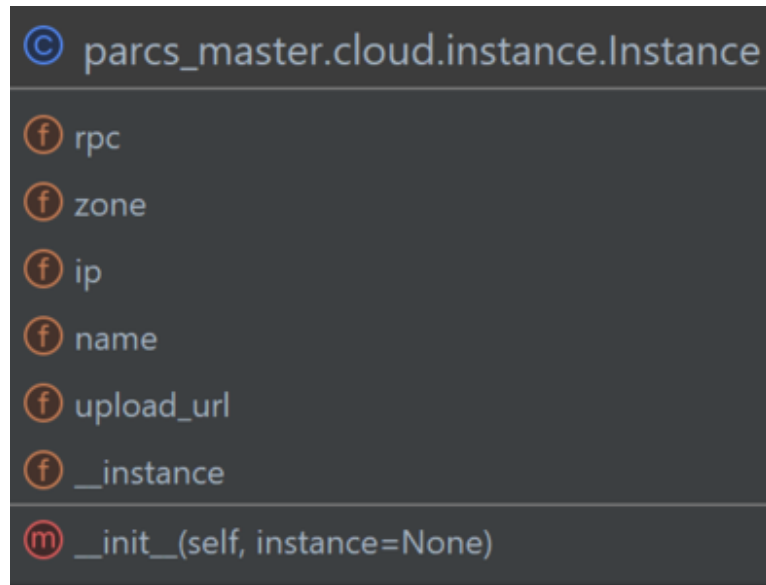 © parcs_master.cloud.instance.Instance
f rpc
f zone
f ip
f name
f upload_url
f __instance
m __init__(self, instance=None)